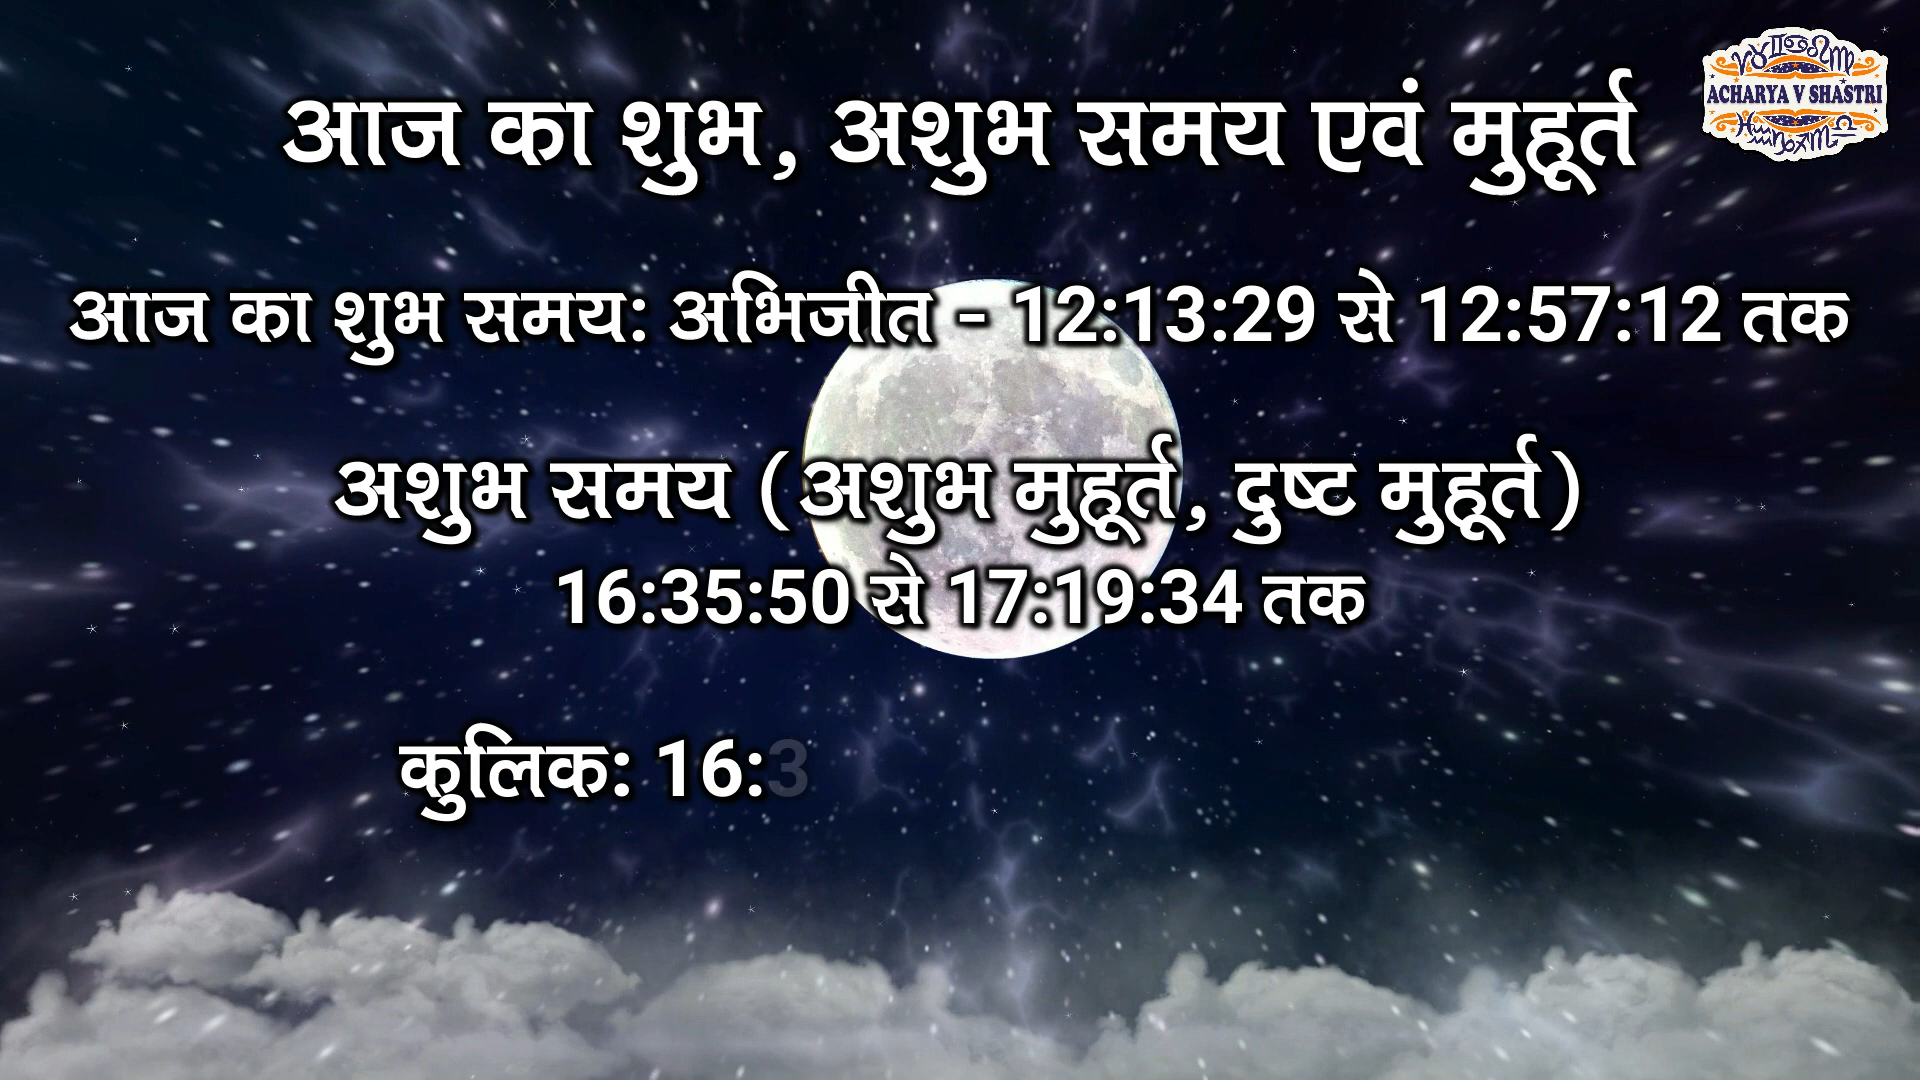 ACHARYA V SHASTRI
आज का शुभ, अशुभ समय एवं मुहूर्त
आज का शुभ समय: अभिजीत - 12:13:29 से 12:57:12 तक
अशुभ समय (अशुभ मुहूर्त, दुष्ट मुहूर्त)
16:35:50 से 17:19:34 तक
कुलिक: 16:3